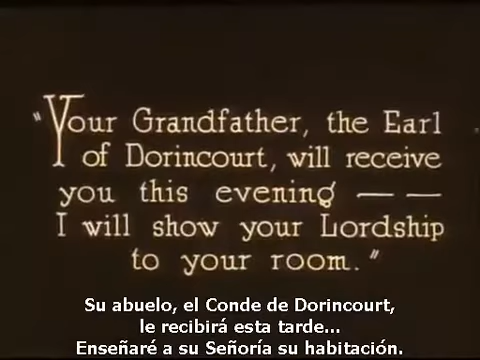 "Your Grandfather, the Earl
of Dorincourt, will receive
you this evening — —
I will show your Lordship
to your room."
Su abuelo, el Conde de Dorincourt,
le recibirá esta tarde...
Enseñaré a su Señoría su habitación.